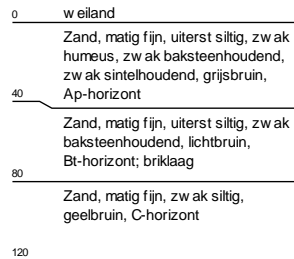 0 weiland
Zand, matig fijn, uiterst siltig, zwak
humeus, zwak baksteenhoudend,
zwak sintelhoudend, grijsbruin,
40 Ap-horizont
Zand, matig fijn, uiterst siltig, zwak
baksteenhoudend, lichtbruin,
Bt-horizont; briklaag
80
Zand, matig fijn, zwak siltig,
geelbruin, C-horizont
120